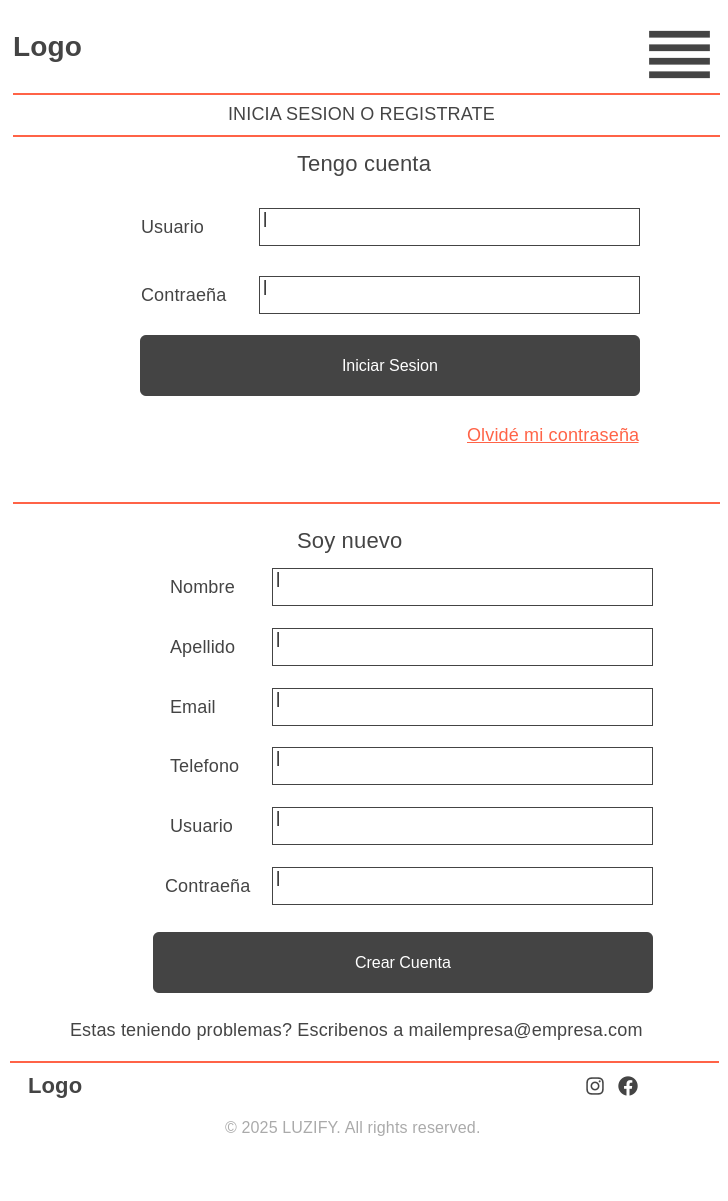 Logo
INICIA SESION O REGISTRATE
Tengo cuenta
Usuario
Contraeña
Iniciar Sesion
Olvidé mi contraseña
Soy nuevo
Nombre
Apellido
Email
Telefono
Usuario
Contraeña
Crear Cuenta
Estas teniendo problemas? Escribenos a mailempresa@empresa.com
Logo
© 2025 LUZIFY. All rights reserved.